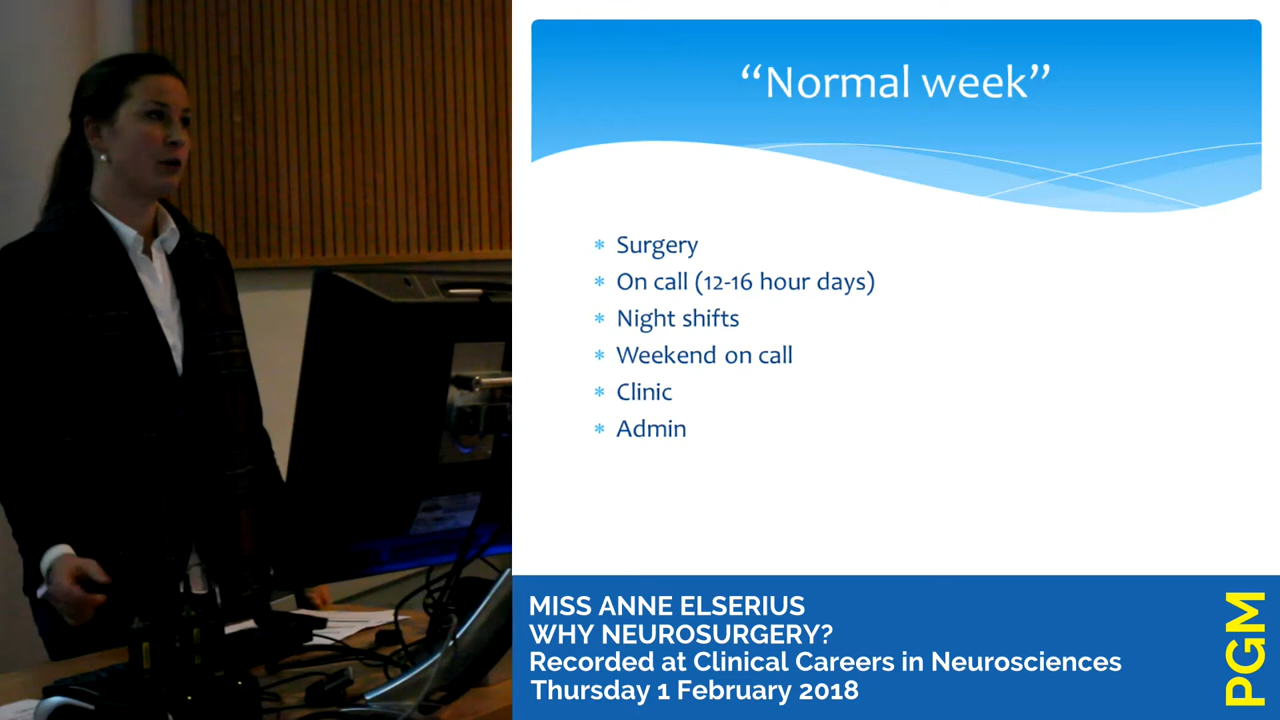 “Normal week”
* Surgery
* On call (12-16 hour days)
* Night shifts
* Weekend on call
* Clinic
* Admin
MISS ANNE ELSERIUS
WHY NEUROSURGERY?
Recorded at Clinical Careers in Neurosciences
Thursday 1 February 2018
PGM